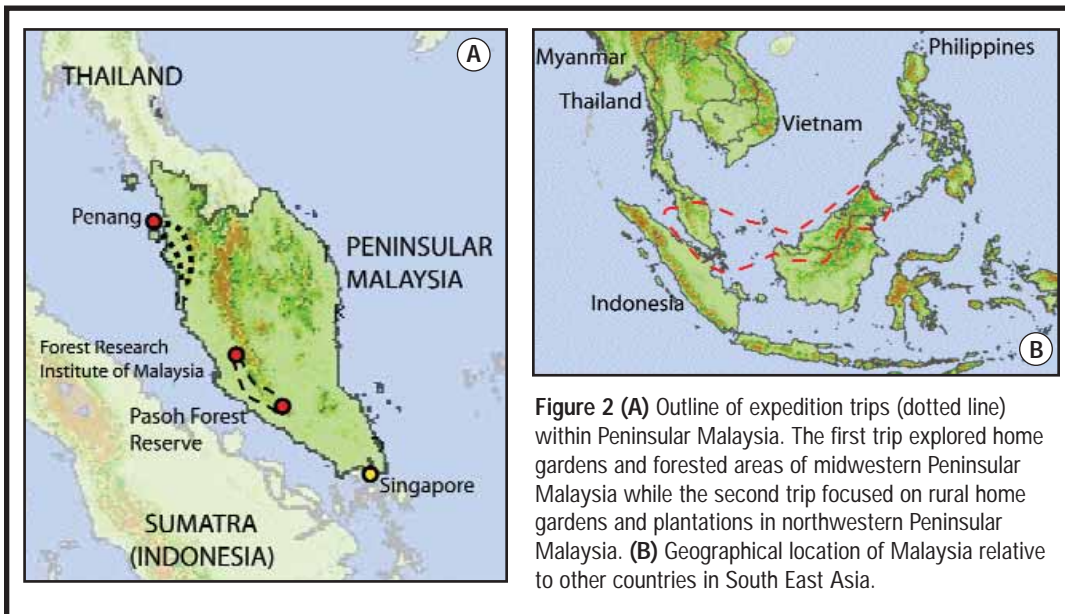 A
THAILAND
Penang
PENINSULAR
MALAYSIA
Forest Research
Institute of Malaysia
Pasoh Forest
Reserve
Singapore
SUMATRA
(INDONESIA)
Philippines
Myanmar
Thailand
Vietnam
Indonesia
B
Figure 2 (A) Outline of expedition trips (dotted line)
within Peninsular Malaysia. The first trip explored home
gardens and forested areas of midwestern Peninsular
Malaysia while the second trip focused on rural home
gardens and plantations in northwestern Peninsular
Malaysia. (B) Geographical location of Malaysia relative
to other countries in South East Asia.